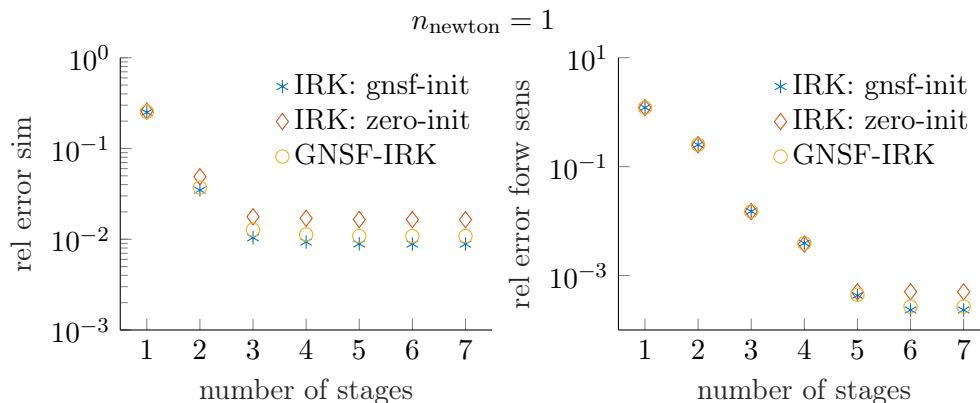 n_newton = 1
10^0
10^-1
10^-2
10^-3
rel error sim
IRK: gnsf-init
IRK: zero-init
GNSF-IRK
1 2 3 4 5 6 7
number of stages
10^1
10^-1
10^-3
rel error forw sens
IRK: gnsf-init
IRK: zero-init
GNSF-IRK
1 2 3 4 5 6 7
number of stages